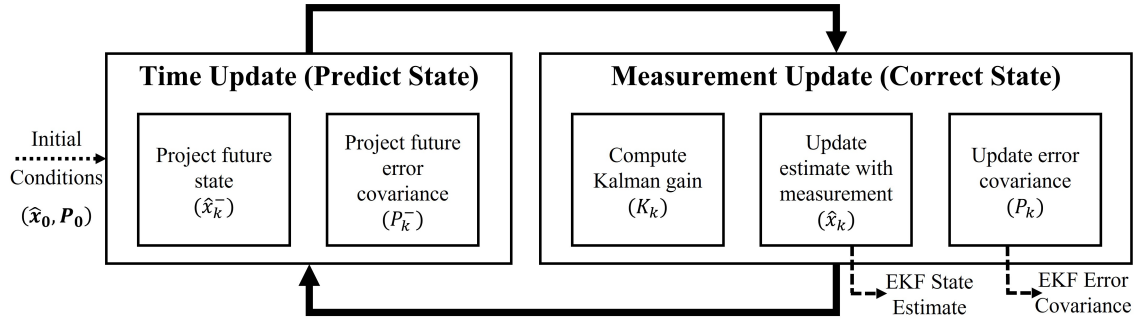 Time Update (Predict State)
Measurement Update (Correct State)
Initial
Conditions
(x̂₀, P₀)
Project future
state
(x̂ₖ⁻)
Project future
error
covariance
(Pₖ⁻)
Compute
Kalman gain
(Kₖ)
Update
estimate with
measurement
(x̂ₖ)
Update error
covariance
(Pₖ)
EKF State
Estimate
EKF Error
Covariance